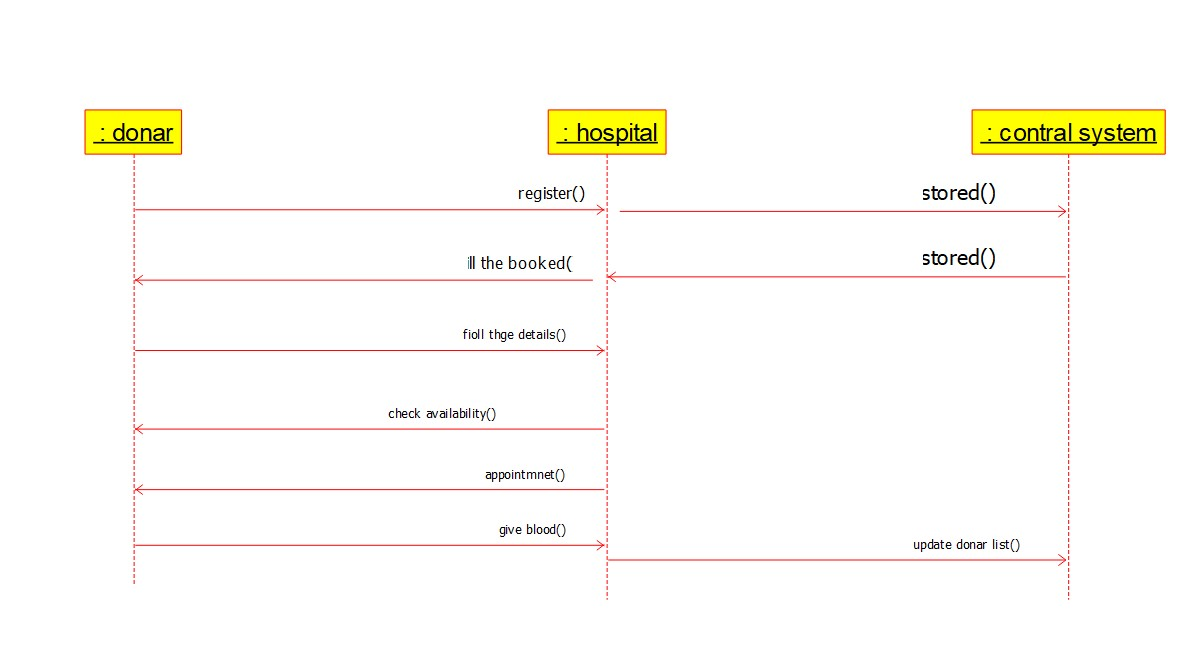 : donar
: hospital
: contral system
register()
stored()
ill the booked(
stored()
fioll thge details()
check availability()
appointmnet()
give blood()
update donar list()